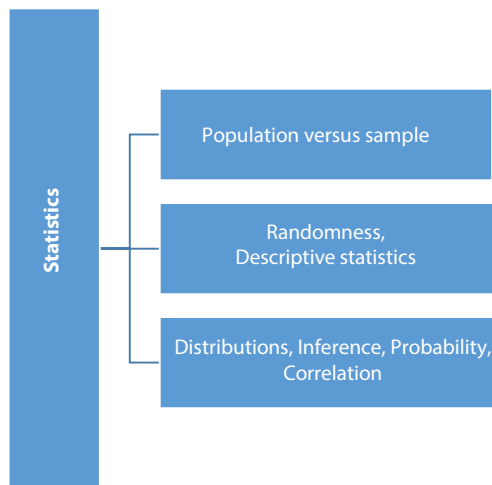 Statistics
Population versus sample
Randomness,
Descriptive statistics
Distributions, Inference, Probability,
Correlation